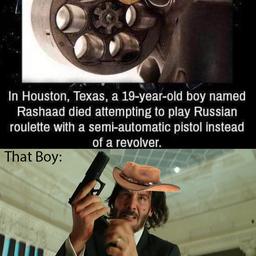 In Houston, Texas, a 19-year-old boy named
Rashaad died attempting to play Russian
roulette with a semi-automatic pistol instead
of a revolver.
That Boy: